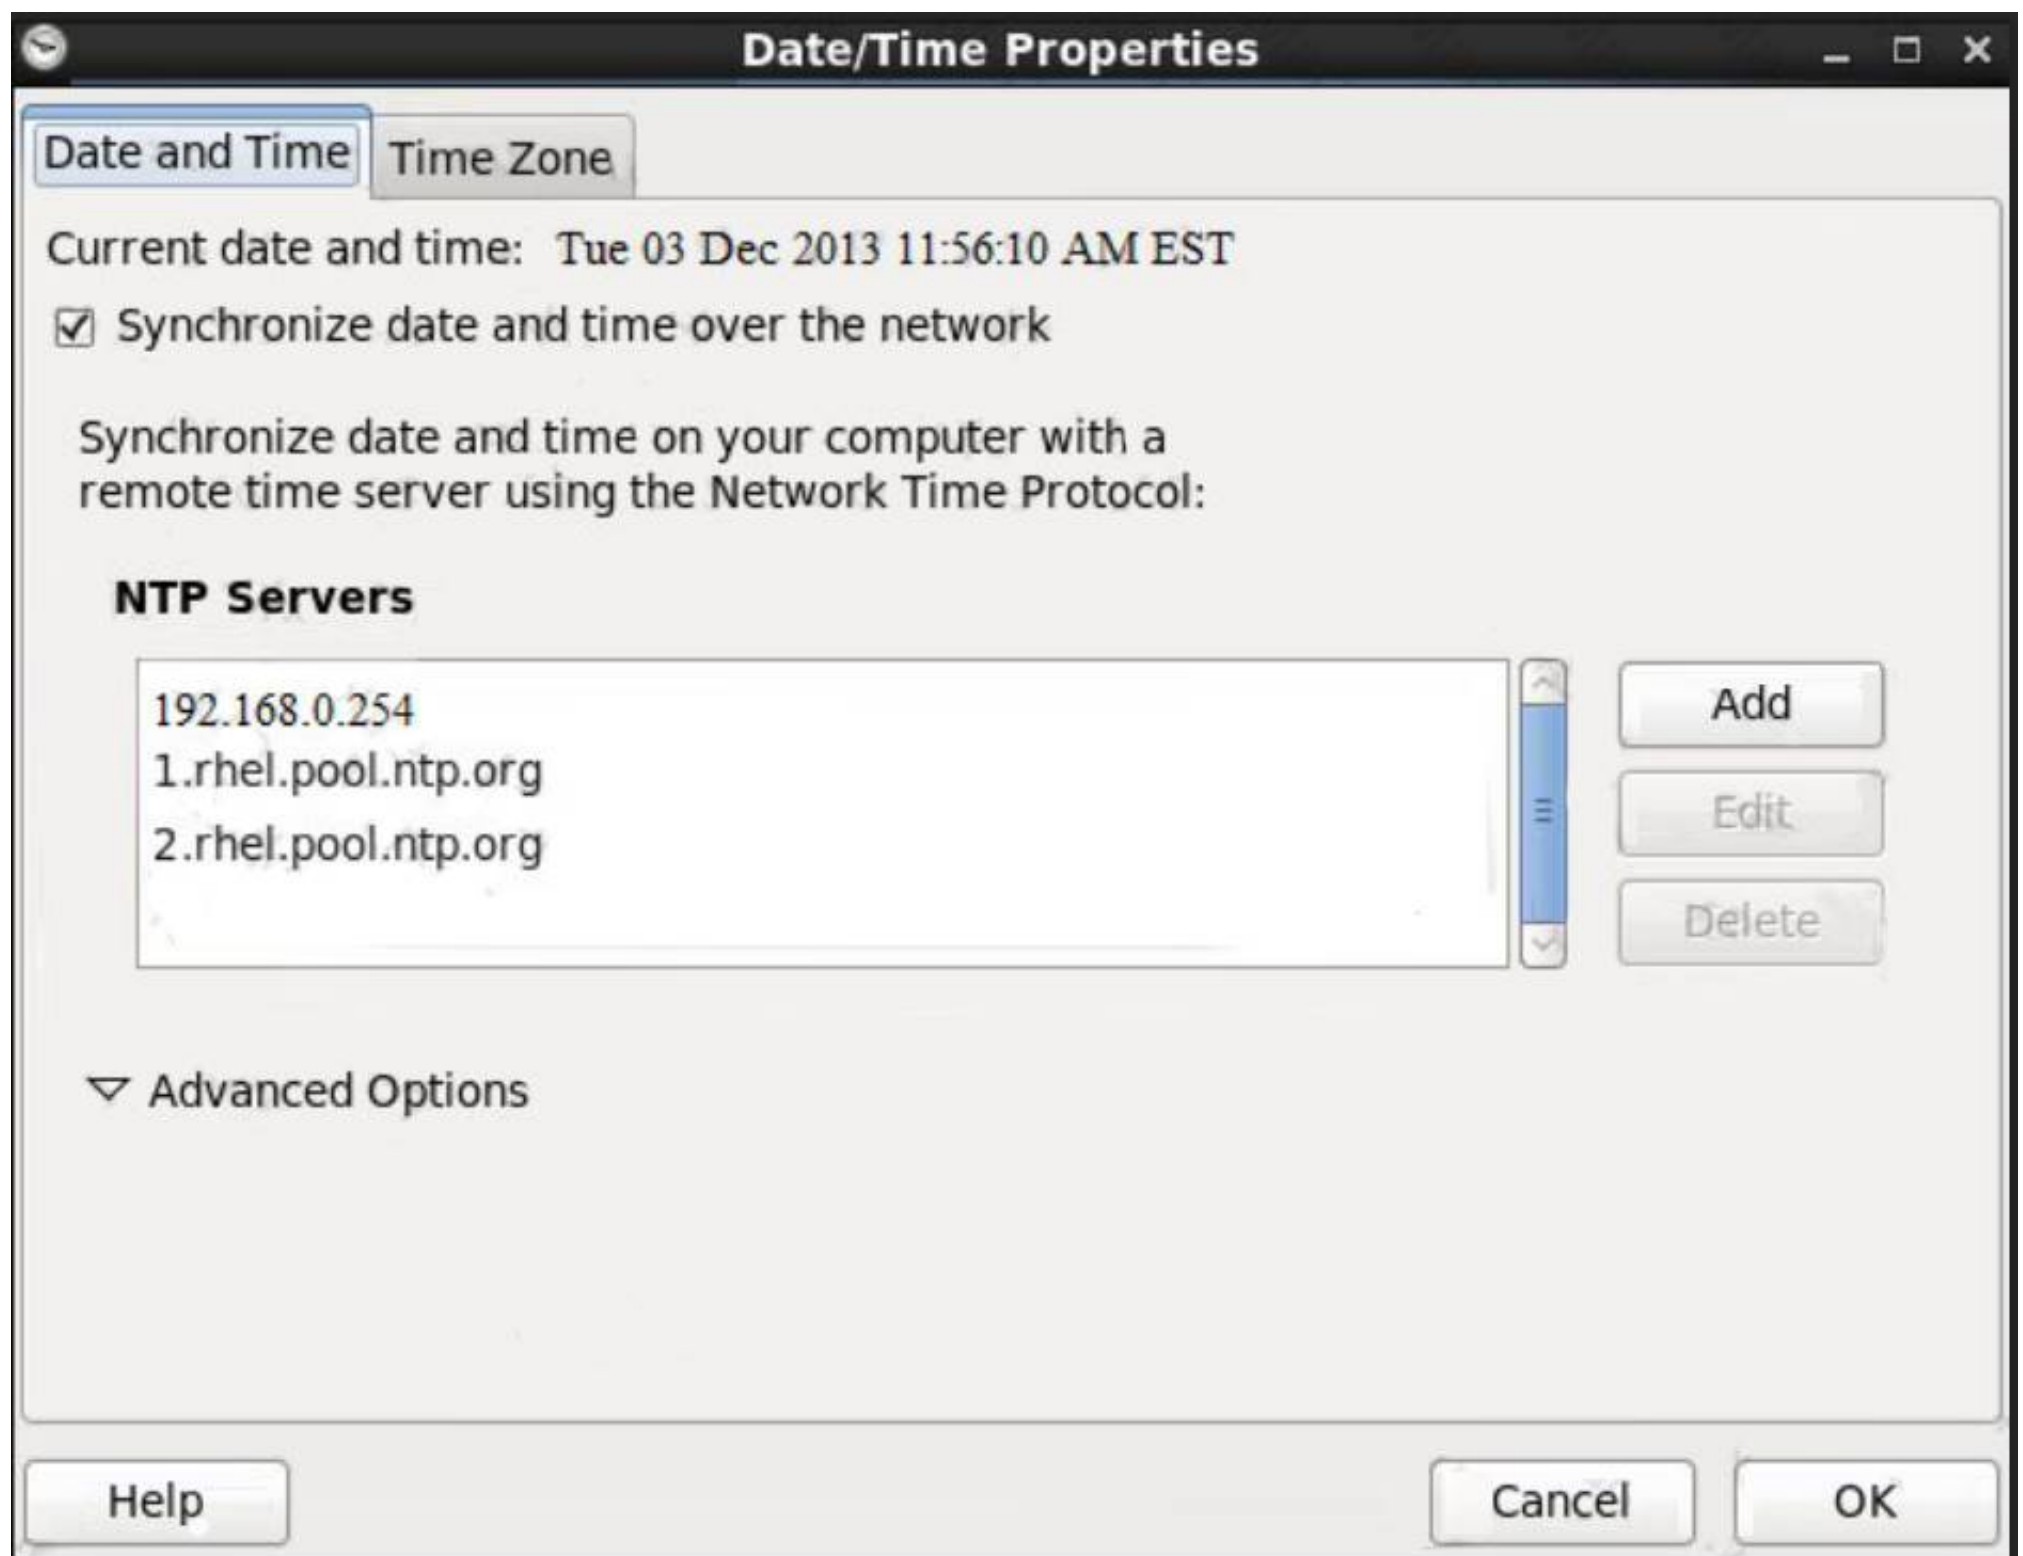 Date/Time Properties
Date and Time
Time Zone
Current date and time: Tue 03 Dec 2013 11:56:10 AM EST
Synchronize date and time over the network
Synchronize date and time on your computer with a
remote time server using the Network Time Protocol:
NTP Servers
192.168.0.254
1.rhel.pool.ntp.org
2.rhel.pool.ntp.org
Add
Edit
Delete
Advanced Options
Help
Cancel
OK